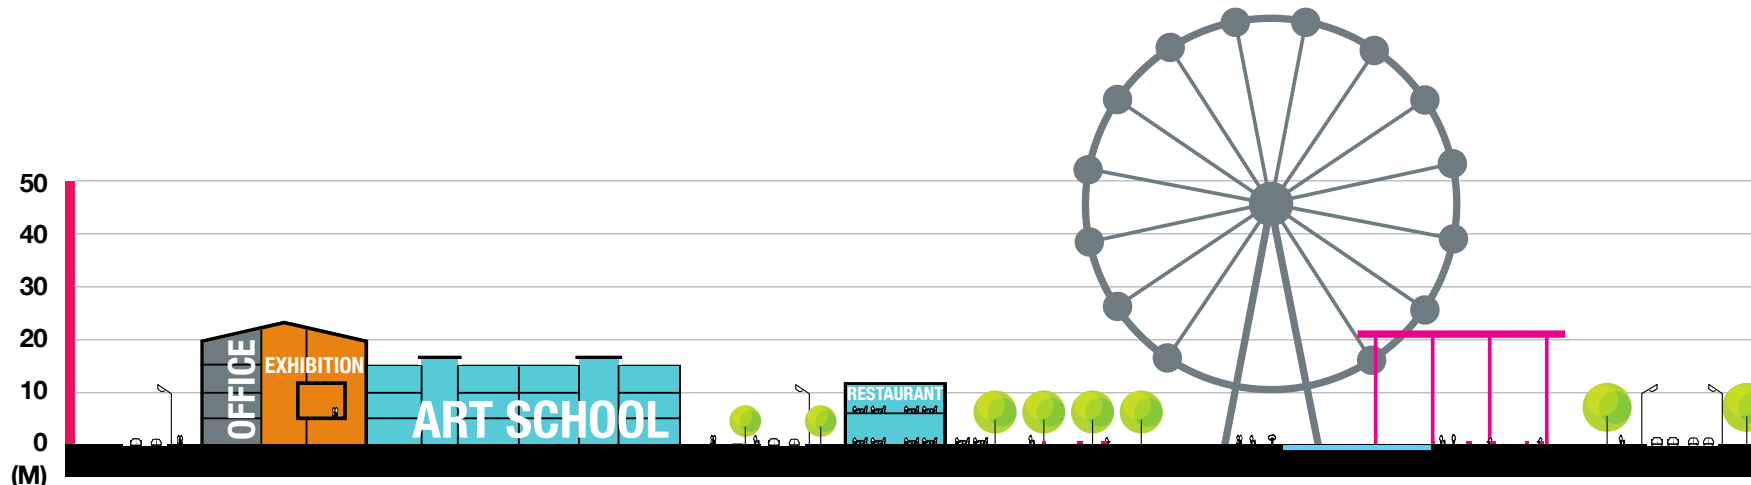 50
40
30
20
10
0
(M)
OFFICE
EXHIBITION
ART SCHOOL
RESTAURANT